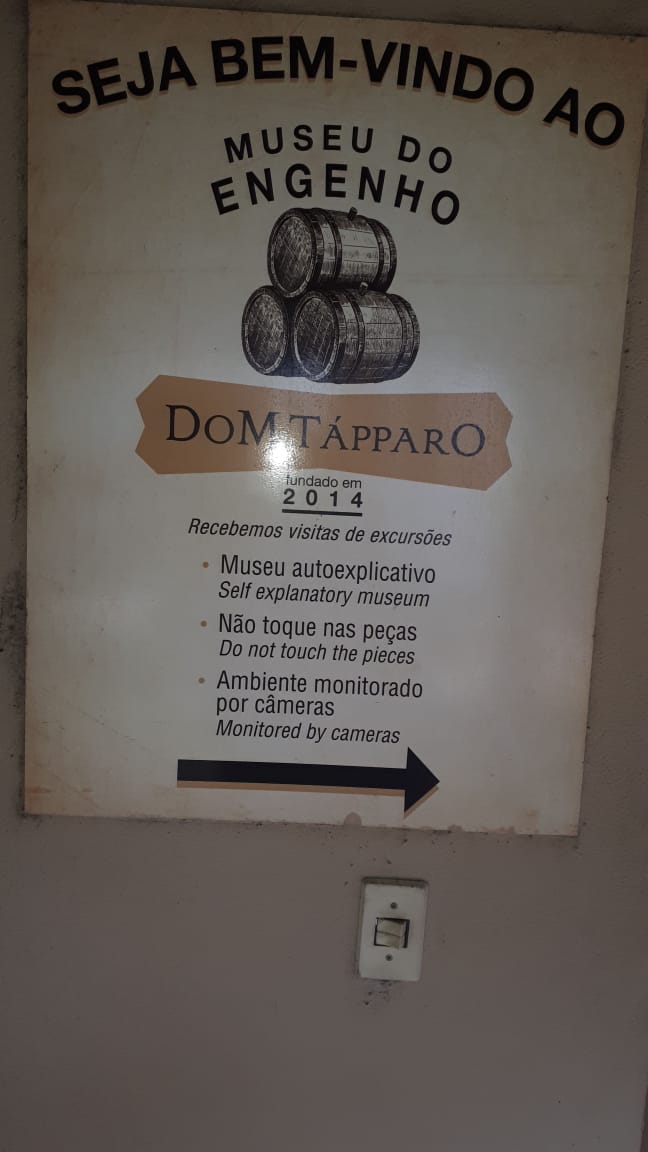 SEJA BEM-VINDO AO
MUSEU DO
ENGENHO
DOM TÁPPARO
fundado em
2014
Recebemos visitas de excursões
• Museu autoexplicativo
Self explanatory museum
• Não toque nas peças
Do not touch the pieces
• Ambiente monitorado
por câmeras
Monitored by cameras